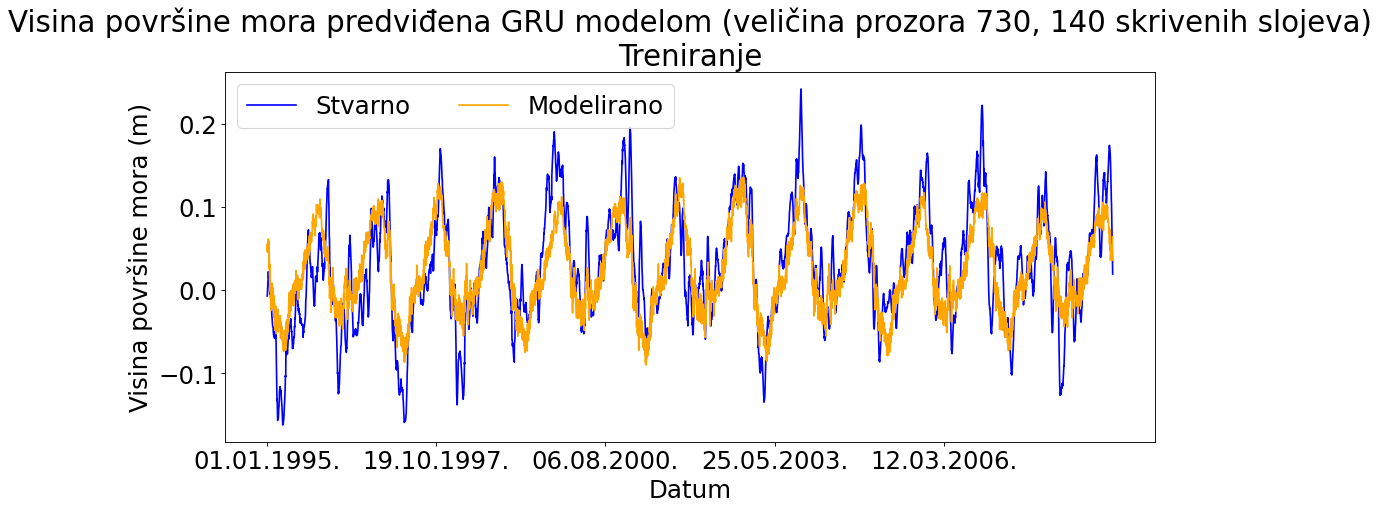 Visina površine mora predviđena GRU modelom (veličina prozora 730, 140 skrivenih slojeva)
Treniranje
Stvarno
Modelirano
Visina površine mora (m)
0.2
0.1
0.0
−0.1
01.01.1995.
19.10.1997.
06.08.2000.
25.05.2003.
12.03.2006.
Datum